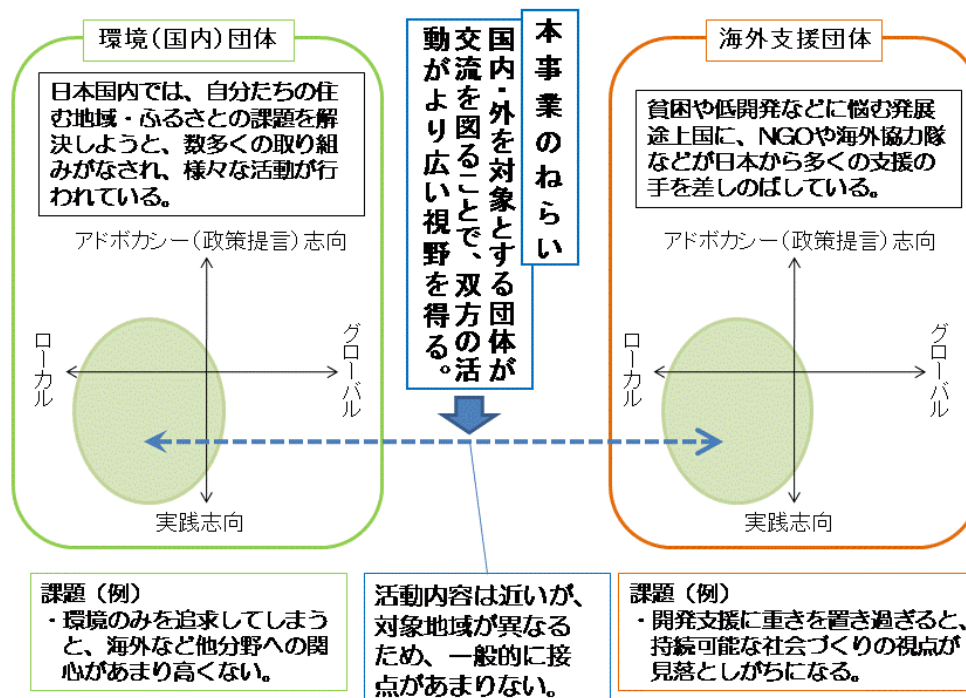 環境（国内）団体
日本国内では、自分たちの住
む地域・ふるさとの課題を解
決しようと、数多くの取り組
みがなされ、様々な活動が行
われている。
アドボカシー（政策提言）志向
ローカル
グローバル
実践志向
課題（例）
・環境のみを追求してしまう
と、海外など他分野への関
心があまり高くない。
本事業のねらい
国内・外を対象とする団体が
交流を図ることで、双方の活
動がより広い視野を得る。
活動内容は近いが、
対象地域が異なる
ため、一般的に接
点があまりない。
海外支援団体
貧困や低開発などに悩む発展
途上国に、NGOや海外協力隊
などが日本から多くの支援の
手を差しのばしている。
アドボカシー（政策提言）志向
ローカル
グローバル
実践志向
課題（例）
・開発支援に重きを置き過ぎると、
持続可能な社会づくりの視点が
見落としがちになる。